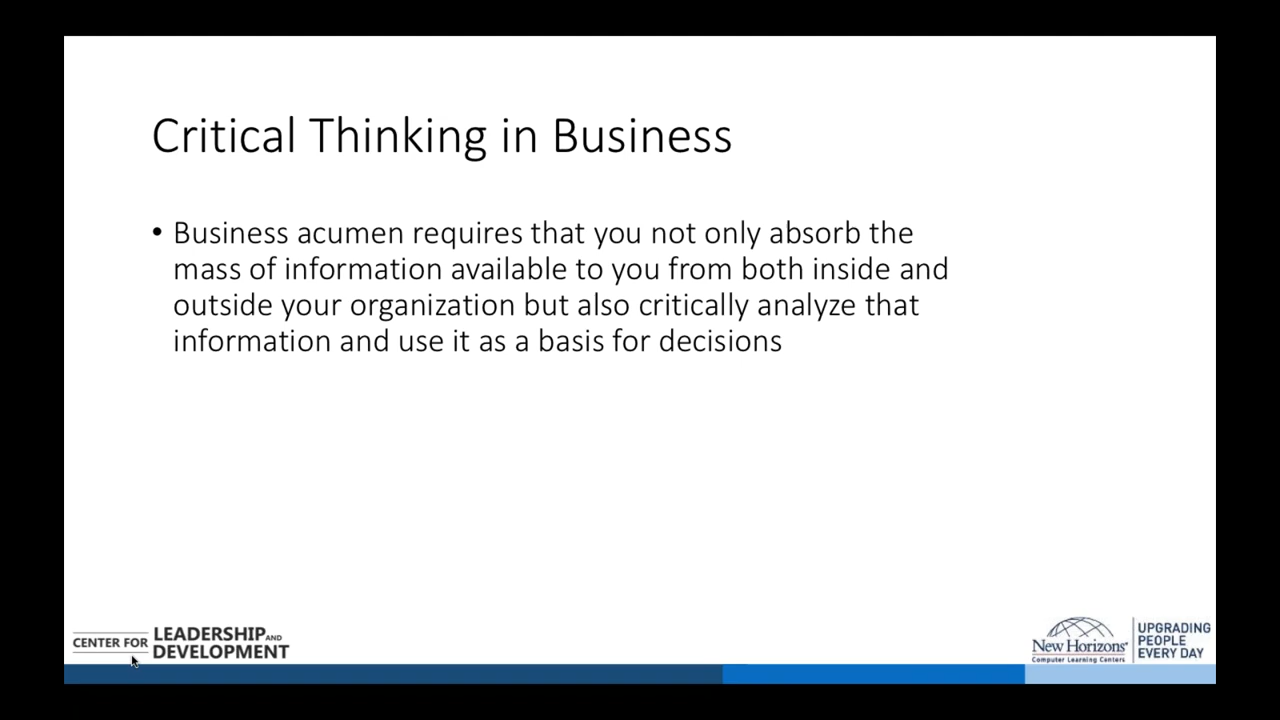 Critical Thinking in Business
• Business acumen requires that you not only absorb the
mass of information available to you from both inside and
outside your organization but also critically analyze that
information and use it as a basis for decisions
CENTER FOR LEADERSHIP AND
DEVELOPMENT
New Horizons®
Computer Learning Centers
UPGRADING
PEOPLE
EVERY DAY